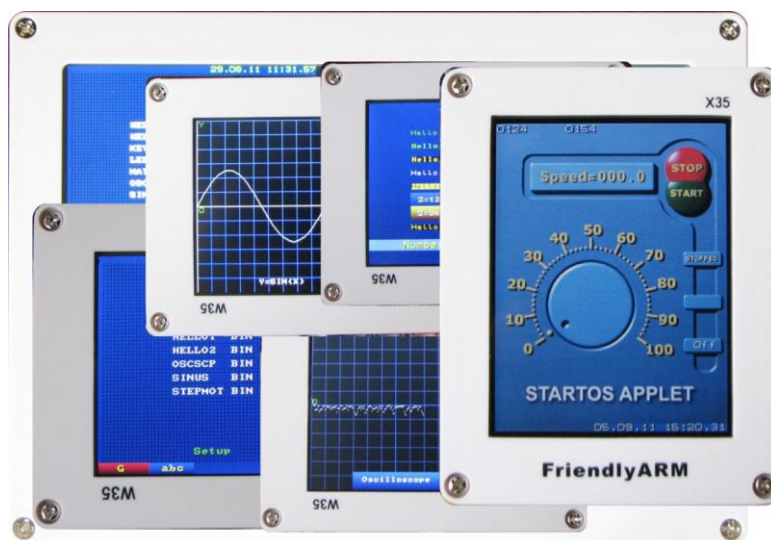 29.09.11 11:31.57
Y
0
Y=SIN(X)
W35
Hello
Hello
Hello
Hello
Hello
Numbe
W35
HELLO1 BIN
HELLO2 BIN
OSCSCP BIN
SINUS BIN
STEPMOT BIN
Setup
G abc
W35
0
Oscilloscope
W35
X35
0124 0154
Speed=000.0
STOP
START
0 10 20 30 40 50 60 70 80 90 100
STOPPED
Off
STARTOS APPLET
05.09.11 15:20.31
FriendlyARM